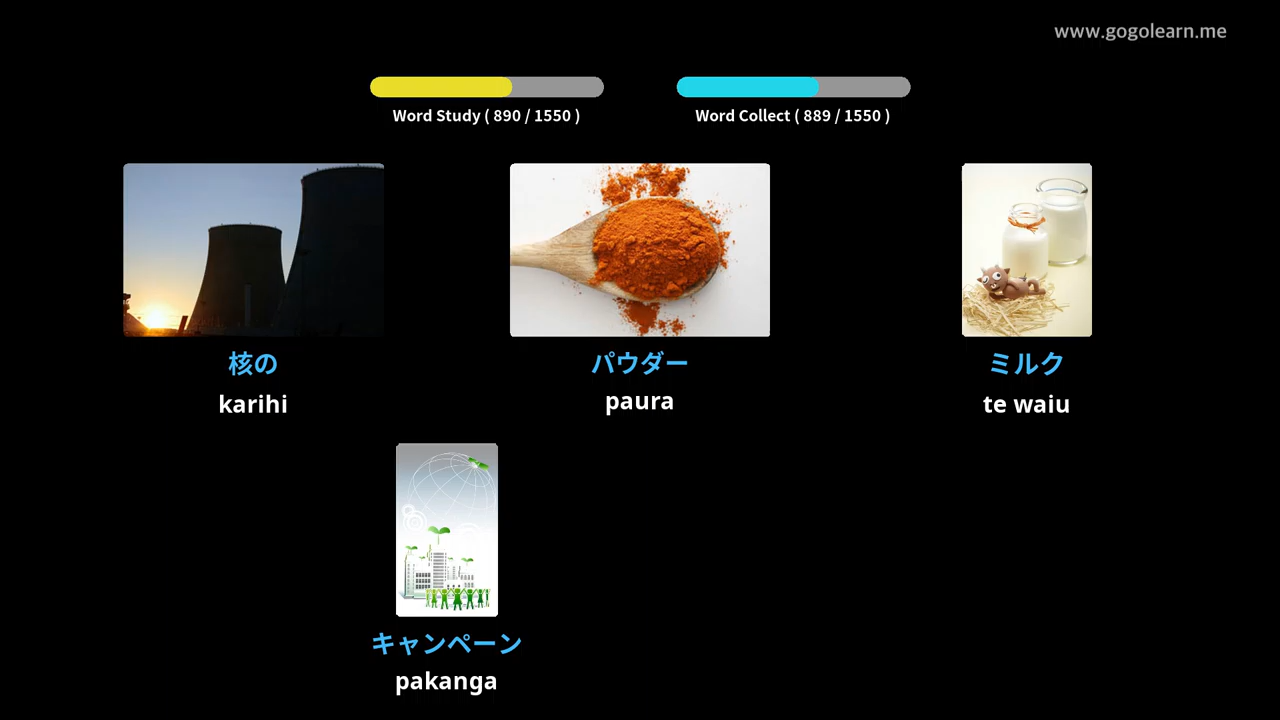 www.gogolearn.me
Word Study ( 890 / 1550 )
Word Collect ( 889 / 1550 )
核の
karihi
パウダー
paura
ミルク
te waiu
キャンペーン
pakanga